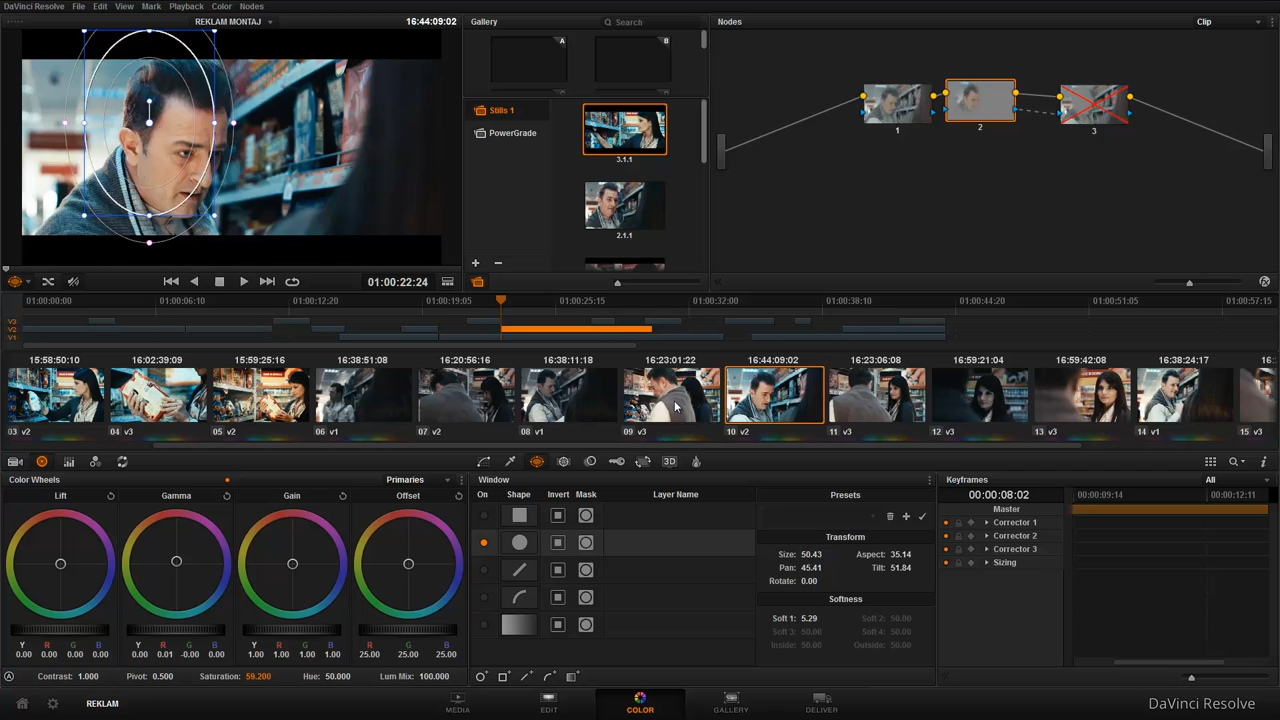 DaVinci Resolve File Edit View Mark Playback Color Nodes
REKLAM MONTAJ 16:44:09:02 Gallery Search Nodes Clip
A B
Stills 1
PowerGrade
3.1.1
2.1.1
1 2 3
01:00:22:24
01:00:00:00 01:00:06:10 01:00:12:20 01:00:19:05 01:00:25:15 01:00:32:00 01:00:38:10 01:00:44:20 01:00:51:05 01:00:57:15
V3
V2
V1
15:58:50:10 16:02:39:09 15:59:25:16 16:38:51:08 16:20:56:16 16:38:11:18 16:23:01:22 16:44:09:02 16:23:06:08 16:59:21:04 16:59:42:08 16:38:24:17 16:
03 v2 04 v3 05 v2 06 v1 07 v2 08 v1 09 v3 10 v2 11 v3 12 v3 13 v3 14 v1 15 v3
3D
Color Wheels Primaries Window Keyframes All
Lift Gamma Gain Offset
On Shape Invert Mask Layer Name Presets
00:00:08:02 00:00:09:14 00:00:12:11
Master
Corrector 1
Corrector 2
Corrector 3
Sizing
Transform
Size: 50.43 Aspect: 35.14
Pan: 45.41 Tilt: 51.84
Rotate: 0.00
Softness
Soft 1: 5.29 Soft 2: 50.00
Soft 3: 50.00 Soft 4: 50.00
Inside: 50.00 Outside: 50.00
Y R G B Y R G B Y R G B R G B
0.00 0.00 0.00 0.00 0.00 0.01 -0.00 0.00 1.00 1.00 1.00 1.00 25.00 25.00 25.00
A Contrast: 1.000 Pivot: 0.500 Saturation: 59.200 Hue: 50.000 Lum Mix: 100.000
REKLAM MEDIA EDIT COLOR GALLERY DELIVER DaVinci Resolve